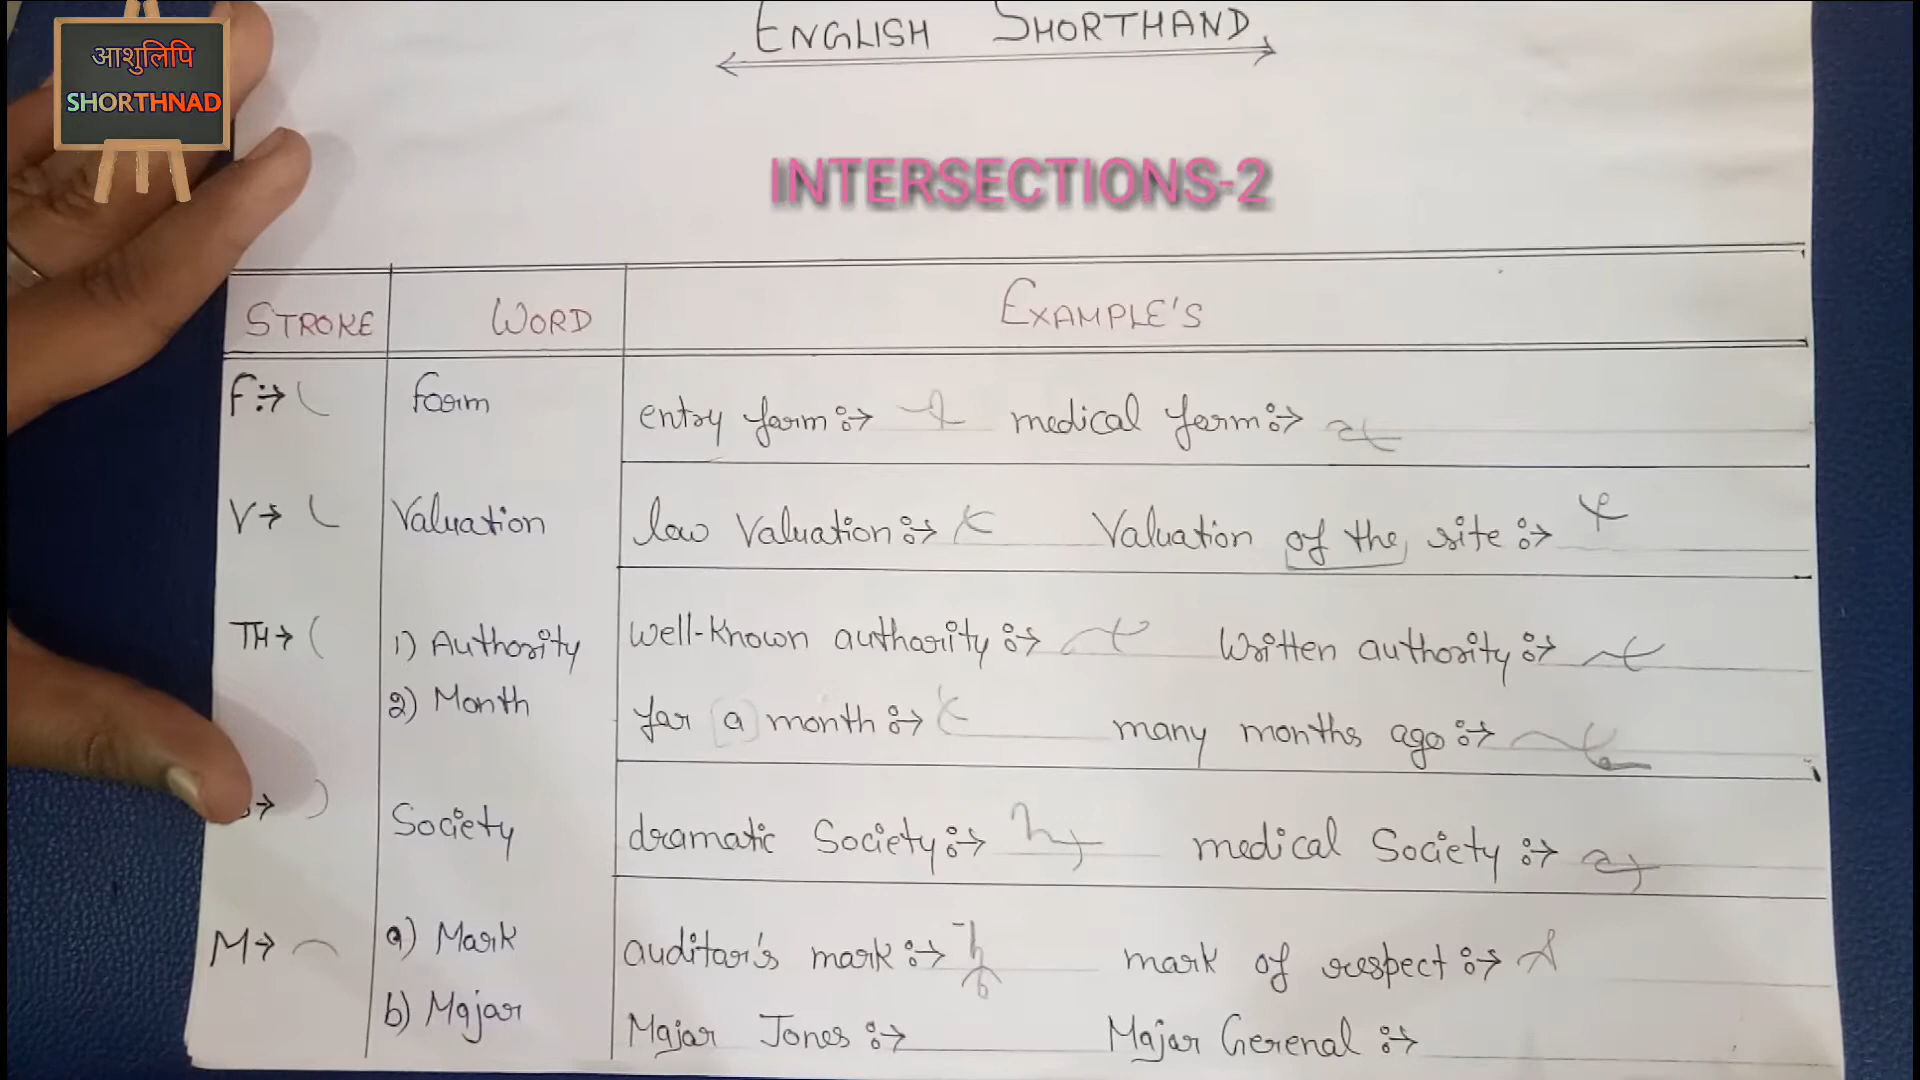 आशुलिपि
SHORTHNAD
ENGLISH SHORTHAND
INTERSECTIONS-2
STROKE WORD EXAMPLE'S
F:→ form entry form:→ medical form:→
V→ Valuation low Valuation:→ Valuation of the site:→
TH→ 1) Authority well-known authority:→ Written authority:→
2) Month for a month:→ many months ago:→
→ Society dramatic Society:→ medical Society:→
M→ a) Mark auditor's mark:→ mark of respect:→
b) Major Major Jones:→ Major Gerenal:→